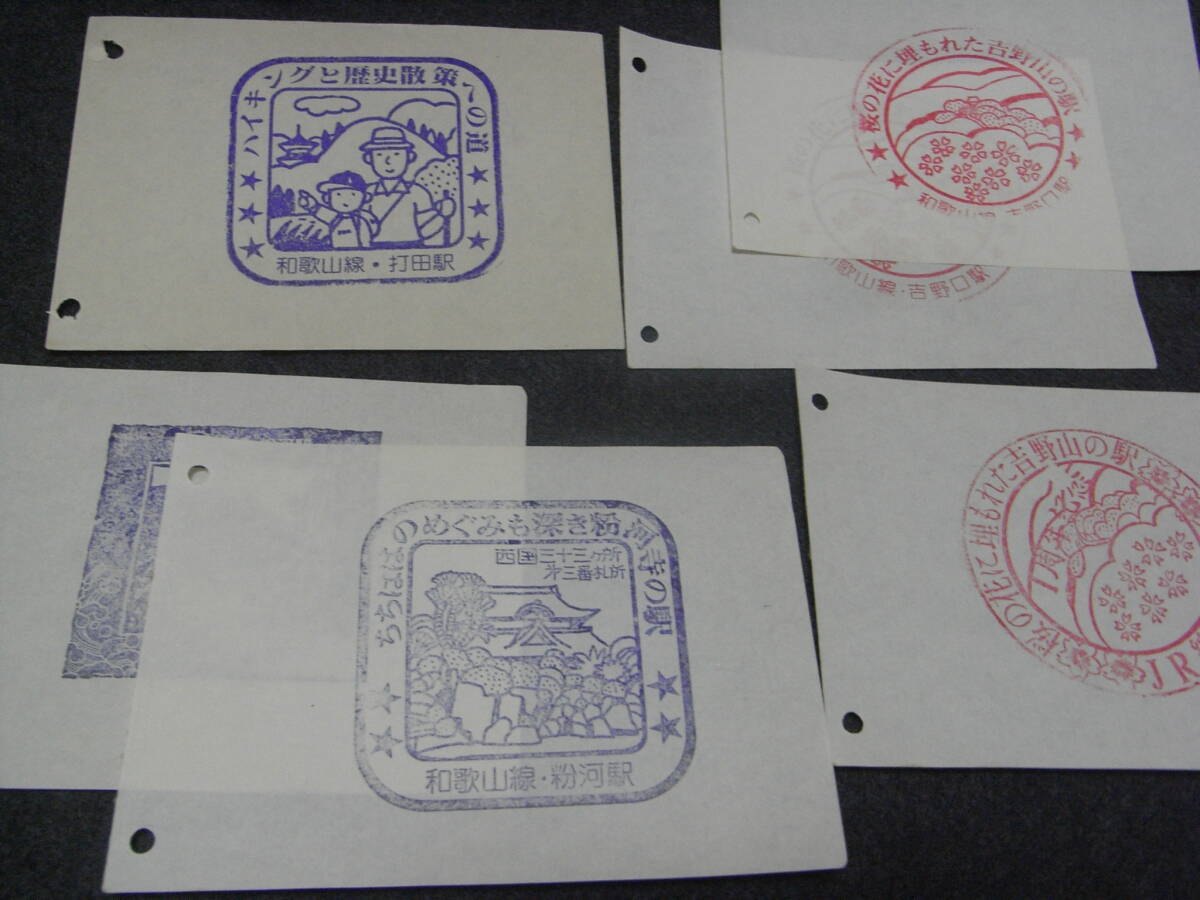 ハイキングと歴史散策への道
和歌山線・打田駅
桜の花に埋もれた吉野山の駅
和歌山線・吉野口駅
歌山線・吉野口駅
ちちははのめぐみも深き粉河寺の駅
西国三十三ヶ所
第三番札所
和歌山線・粉河駅
桜の花に埋もれた吉野山の駅
1周年
JR